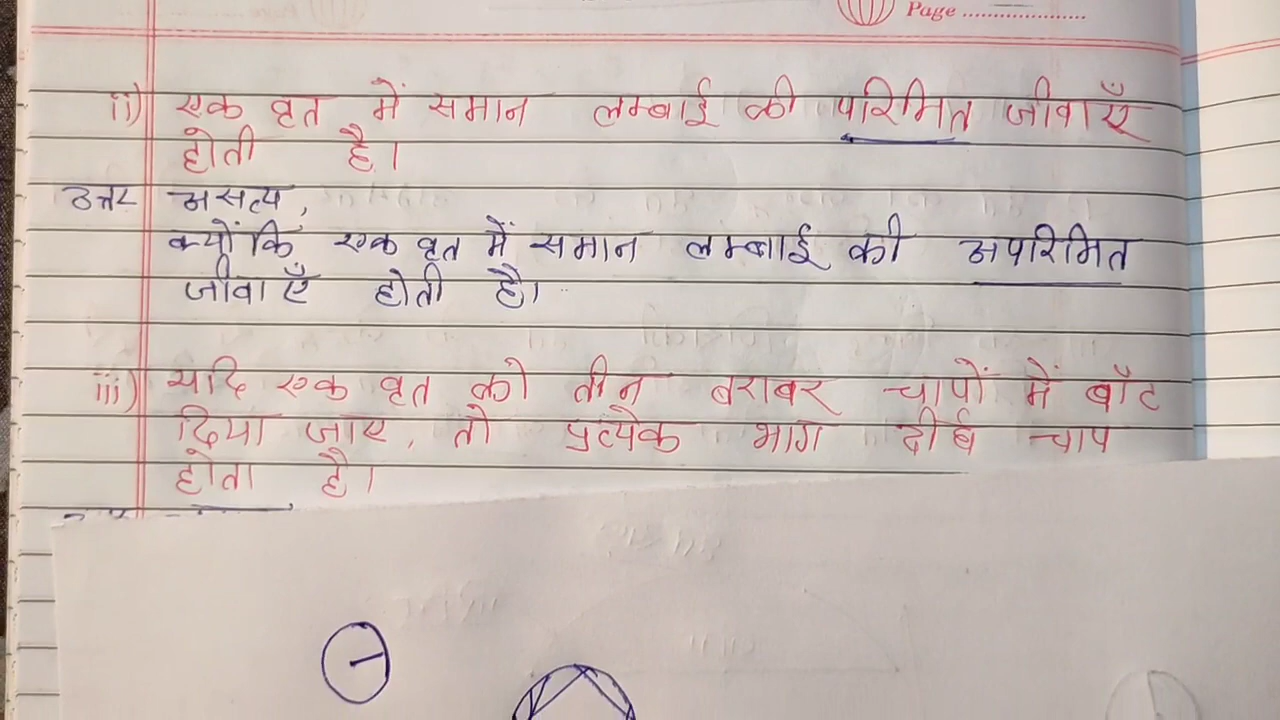 Page ....................
ii) एक वृत में समान लम्बाई की परिमित जीवाएँ
होती है।
उत्तर असत्य,
क्योंकि, एक वृत में समान लम्बाई की अपरिमित
जीवाएँ होती है।
iii) यदि एक वृत को तीन बराबर चापों में बाँट
दिया जाए, तो प्रत्येक भाग दीर्घ चाप
होता है।